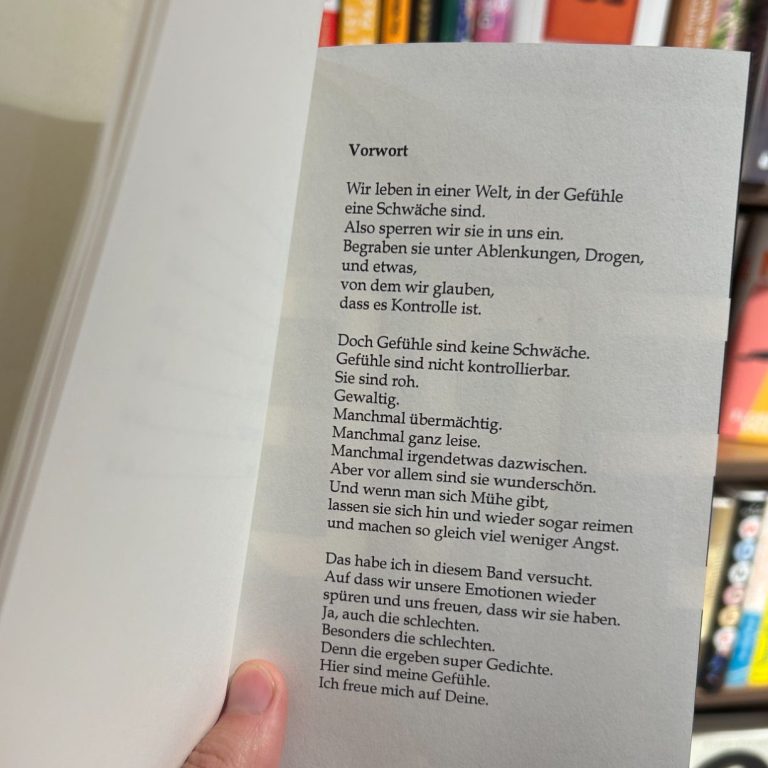 Vorwort
Wir leben in einer Welt, in der Gefühle
eine Schwäche sind.
Also sperren wir sie in uns ein.
Begraben sie unter Ablenkungen, Drogen,
und etwas,
von dem wir glauben,
dass es Kontrolle ist.
Doch Gefühle sind keine Schwäche.
Gefühle sind nicht kontrollierbar.
Sie sind roh.
Gewaltig.
Manchmal übermächtig.
Manchmal ganz leise.
Manchmal irgendetwas dazwischen.
Aber vor allem sind sie wunderschön.
Und wenn man sich Mühe gibt,
lassen sie sich hin und wieder sogar reimen
und machen so gleich viel weniger Angst.
Das habe ich in diesem Band versucht.
Auf dass wir unsere Emotionen wieder
spüren und uns freuen, dass wir sie haben.
Ja, auch die schlechten.
Besonders die schlechten.
Denn die ergeben super Gedichte.
Hier sind meine Gefühle.
Ich freue mich auf Deine.